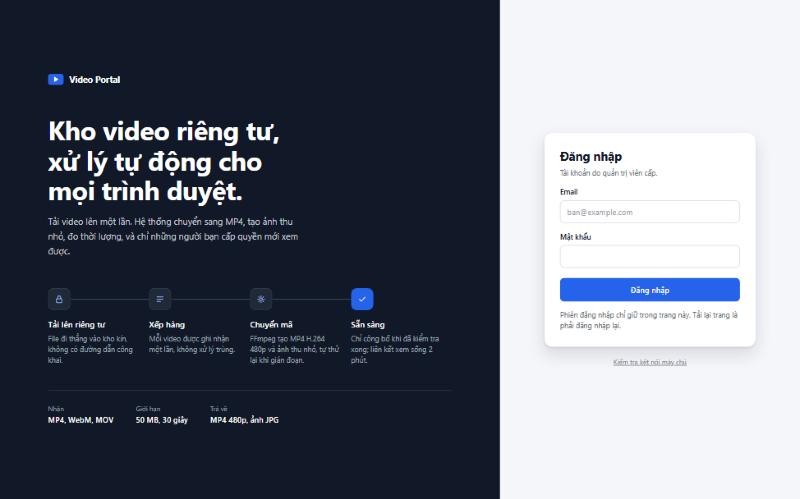 Video Portal
Kho video riêng tư,
xử lý tự động cho
mọi trình duyệt.
Tải video lên một lần. Hệ thống chuyển sang MP4, tạo ảnh thu
nhỏ, đo thời lượng, và chỉ những người bạn cấp quyền mới xem
được.
Tải lên riêng tư
File đi thẳng vào kho kín,
không có đường dẫn công
khai.
Xếp hàng
Mỗi video được ghi nhận
một lần, không xử lý trùng.
Chuyển mã
FFmpeg tạo MP4 H.264
480p và ảnh thu nhỏ, tự thử
lại khi gián đoạn.
Sẵn sàng
Chỉ công bố khi đã kiểm tra
xong; liên kết xem sống 2
phút.
Nhận
MP4, WebM, MOV
Giới hạn
50 MB, 30 giây
Trả về
MP4 480p, ảnh JPG
Đăng nhập
Tài khoản do quản trị viên cấp.
Email
ban@example.com
Mật khẩu
Đăng nhập
Phiên đăng nhập chỉ giữ trong trang này. Tải lại trang là
phải đăng nhập lại.
Kiểm tra kết nối máy chủ